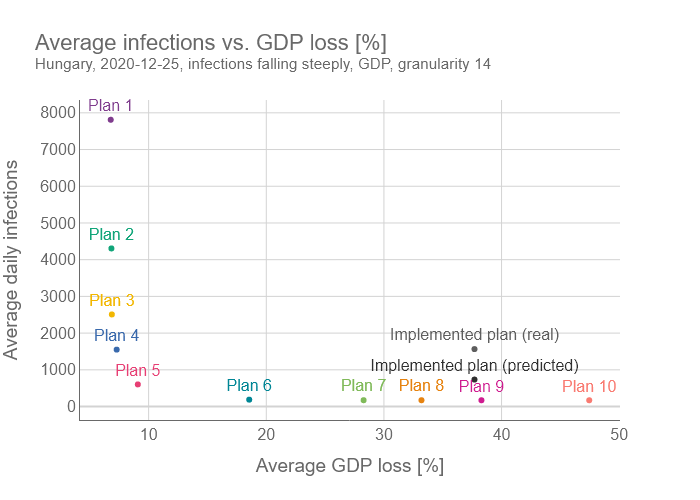 Average infections vs. GDP loss [%]
Hungary, 2020-12-25, infections falling steeply, GDP, granularity 14
Average daily infections
8000
7000
6000
5000
4000
3000
2000
1000
0
Plan 1
Plan 2
Plan 3
Plan 4
Implemented plan (real)
Implemented plan (predicted)
Plan 5
Plan 6
Plan 7
Plan 8
Plan 9
Plan 10
10
20
30
40
50
Average GDP loss [%]